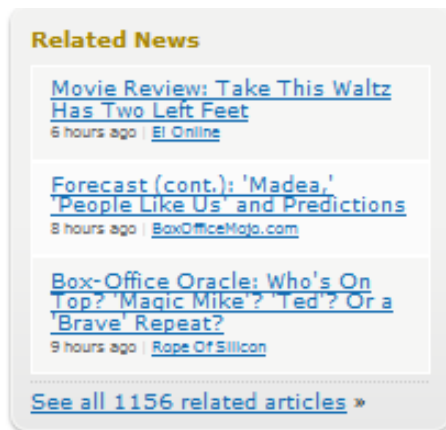 Related News
Movie Review: Take This Waltz
Has Two Left Feet
6 hours ago | E! Online
Forecast (cont.): 'Madea,'
'People Like Us' and Predictions
8 hours ago | BoxOfficeMojo.com
Box-Office Oracle: Who's On
Top? 'Magic Mike'? 'Ted'? Or a
'Brave' Repeat?
9 hours ago | Rope Of Silicon
See all 1156 related articles »